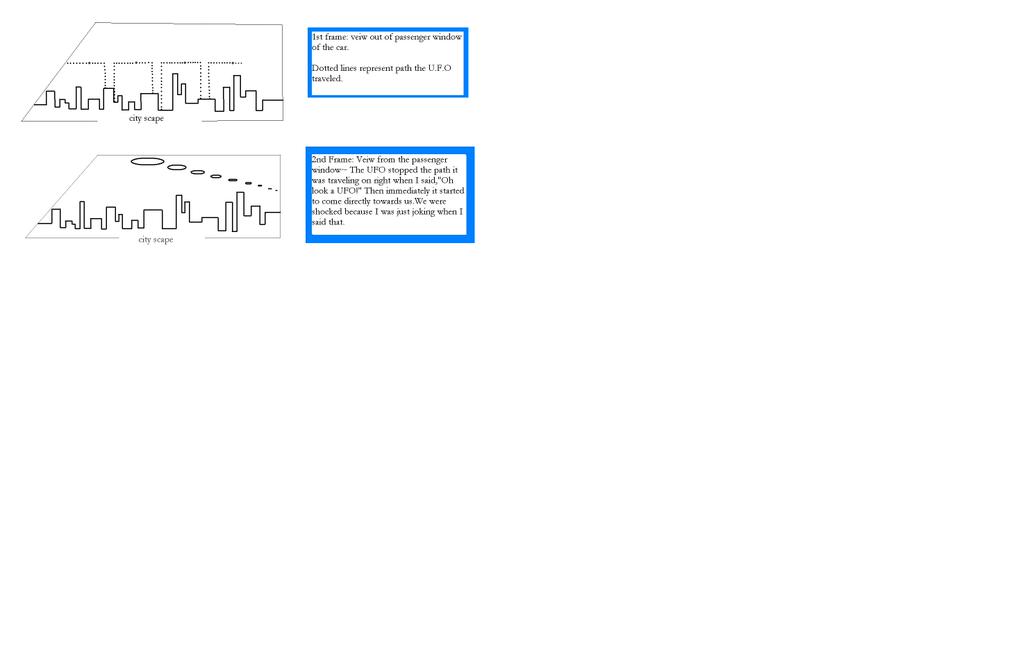 1st frame: veiw out of passenger window
of the car.
Dotted lines represent path the U.F.O
traveled.
city scape
2nd Frame: Veiw from the passenger
window-- The UFO stopped the path it
was traveling on right when I said,"Oh
look a UFO!" Then immediately it started
to come directly towards us.We were
shocked because I was just joking when I
said that.
city scape